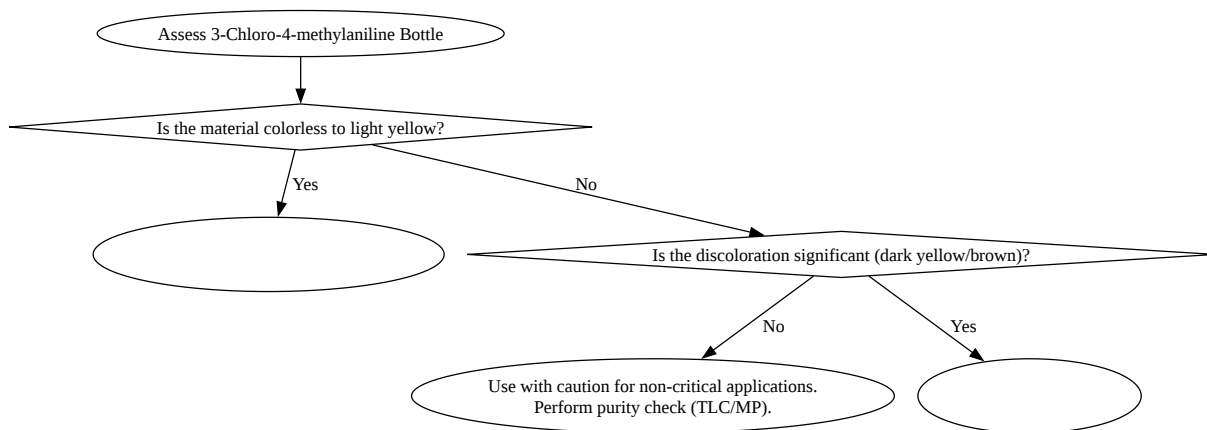 Assess 3-Chloro-4-methylaniline Bottle
Is the material colorless to light yellow?
Yes
No
Is the discoloration significant (dark yellow/brown)?
No
Yes
Use with caution for non-critical applications.
Perform purity check (TLC/MP).